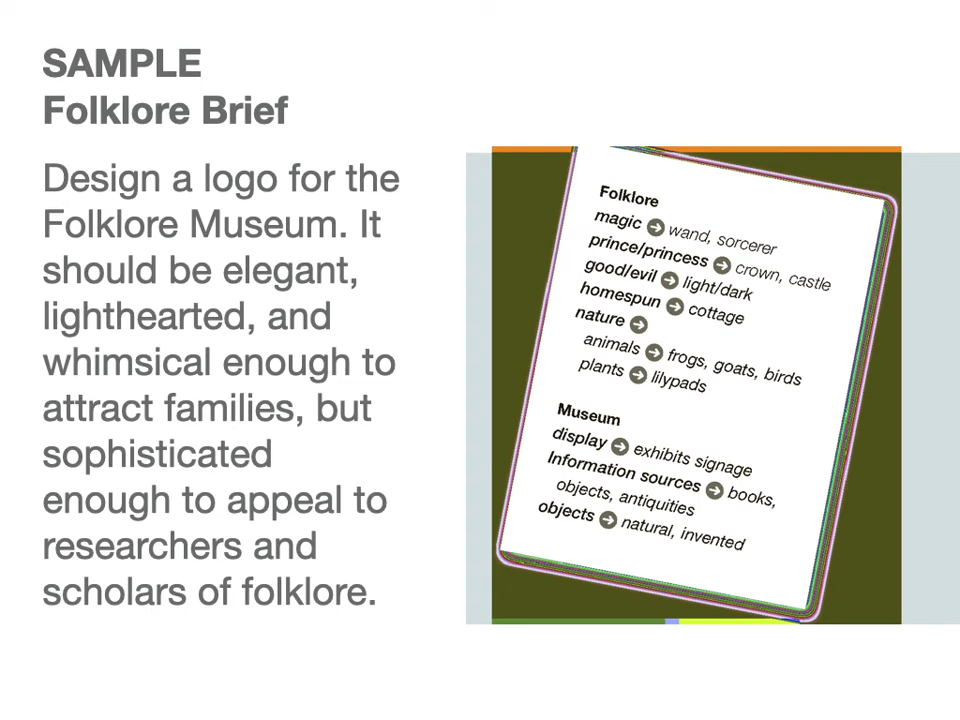 SAMPLE
Folklore Brief
Design a logo for the
Folklore Museum. It
should be elegant,
lighthearted, and
whimsical enough to
attract families, but
sophisticated
enough to appeal to
researchers and
scholars of folklore.
Folklore
magic wand, sorcerer
prince/princess crown, castle
good/evil light/dark
homespun cottage
nature
animals frogs, goats, birds
plants lilypads
Museum
display exhibits signage
Information sources books,
objects, antiquities
objects natural, invented